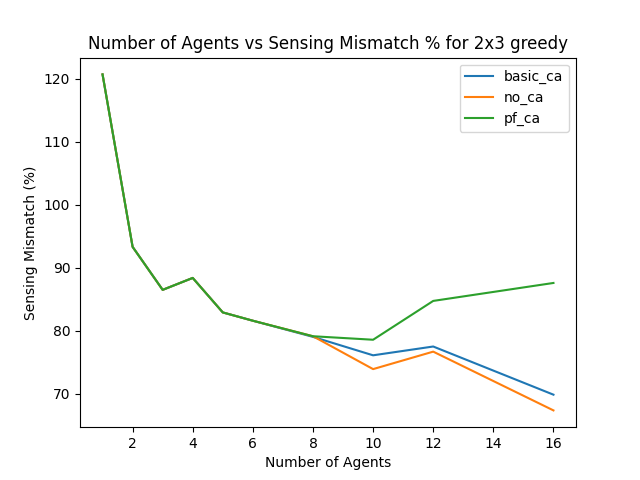 Number of Agents vs Sensing Mismatch % for 2x3 greedy
basic_ca
no_ca
pf_ca
Sensing Mismatch (%)
120
110
100
90
80
70
2 4 6 8 10 12 14 16
Number of Agents